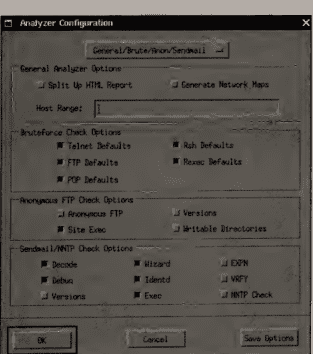 Analyzer Configuration
General/Brute/Anon/Sendmail
General Analyzer Options
Split Up HTML Report
Generate Network Maps
Host Range:
Bruteforce Check Options
Telnet Defaults
Rsh Defaults
FTP Defaults
Rexec Defaults
POP Defaults
Anonymous FTP Check Options
Anonymous FTP
Versions
Site Exec
Writable Directories
Sendmail/NNTP Check Options
Decode
Wizard
EXPN
Debug
Identd
VRFY
Versions
Exec
NNTP Check
OK
Cancel
Save Options